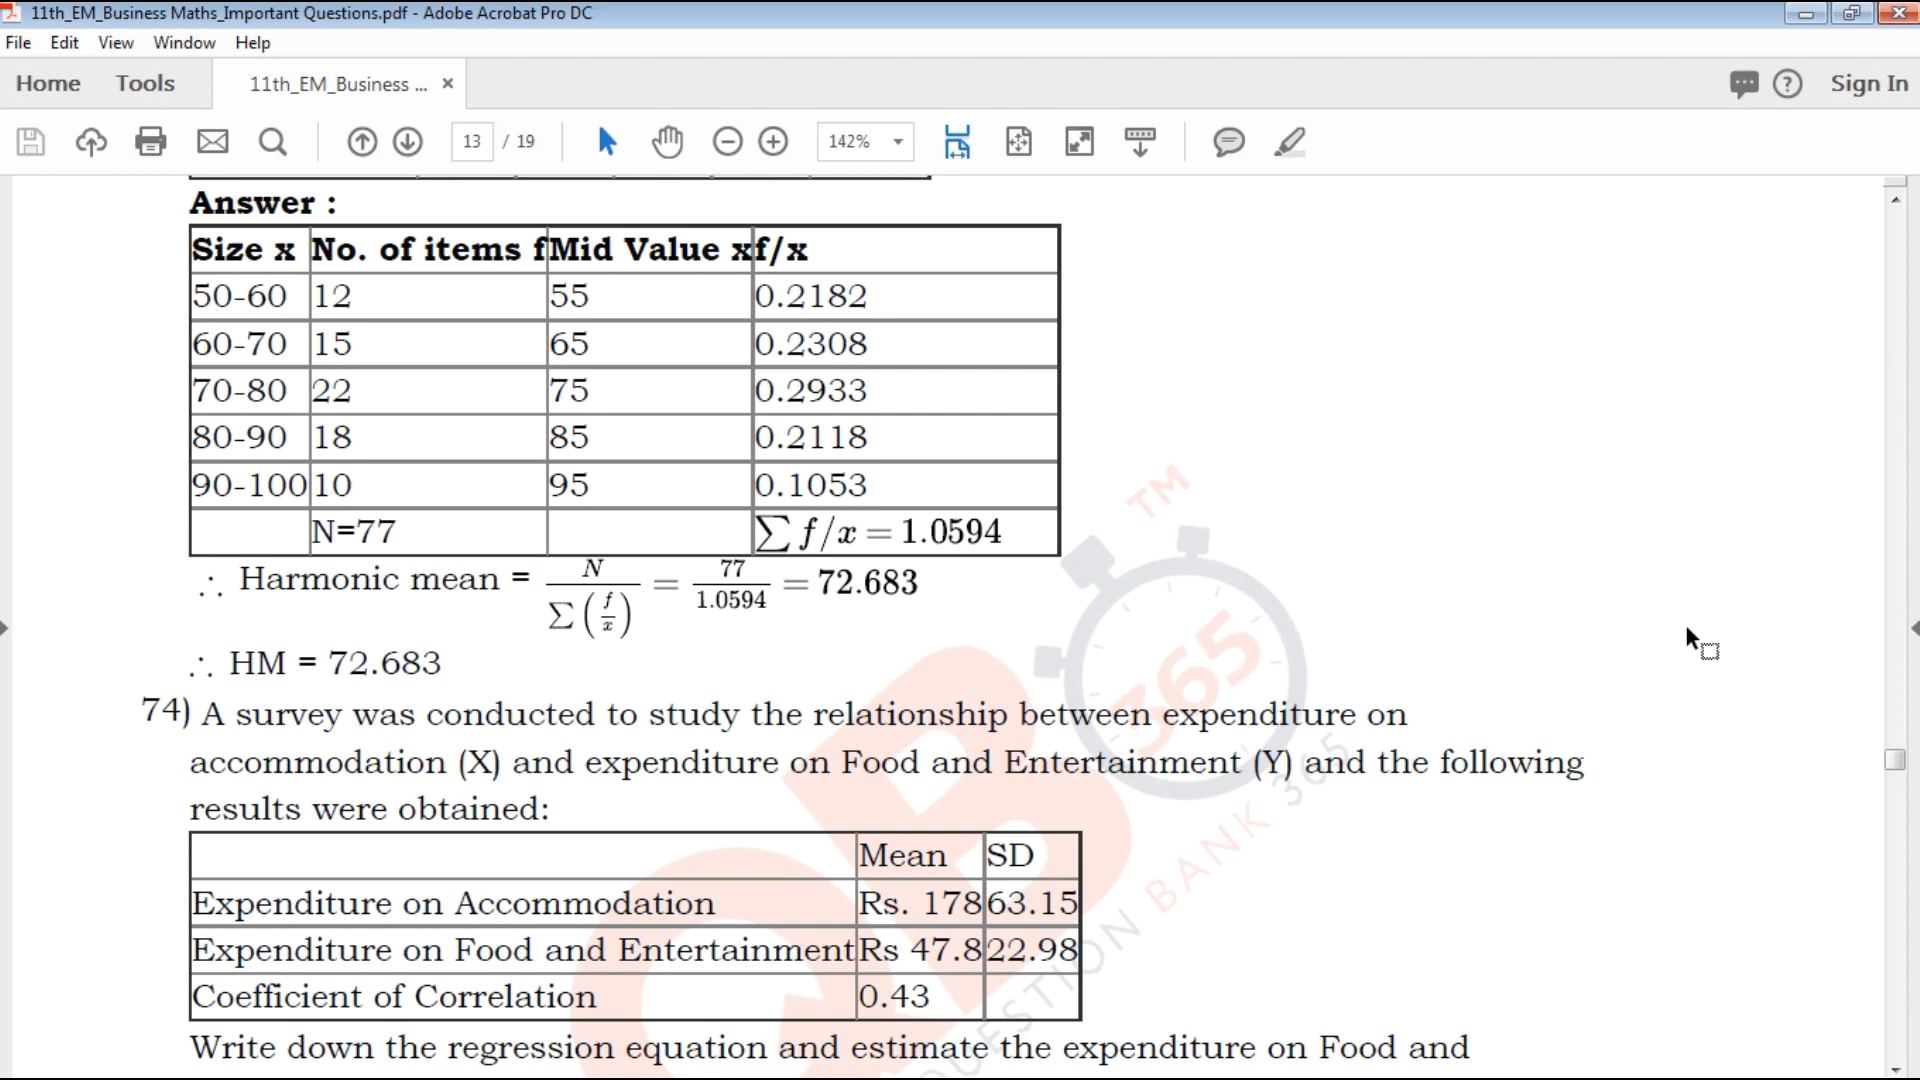 11th_EM_Business Maths_Important Questions.pdf - Adobe Acrobat Pro DC
File Edit View Window Help
Home Tools 11th_EM_Business ... × Sign In
13 / 19 142%
Answer :
Size x No. of items f Mid Value x f/x
50-60 12 55 0.2182
60-70 15 65 0.2308
70-80 22 75 0.2933
80-90 18 85 0.2118
90-100 10 95 0.1053
N=77 ∑ f/x = 1.0594
∴ Harmonic mean = N / ∑(f/x) = 77 / 1.0594 = 72.683
∴ HM = 72.683
74) A survey was conducted to study the relationship between expenditure on
accommodation (X) and expenditure on Food and Entertainment (Y) and the following
results were obtained:
Mean SD
Expenditure on Accommodation Rs. 178 63.15
Expenditure on Food and Entertainment Rs 47.8 22.98
Coefficient of Correlation 0.43
Write down the regression equation and estimate the expenditure on Food and
TM
365
QB
QUESTION BANK 365